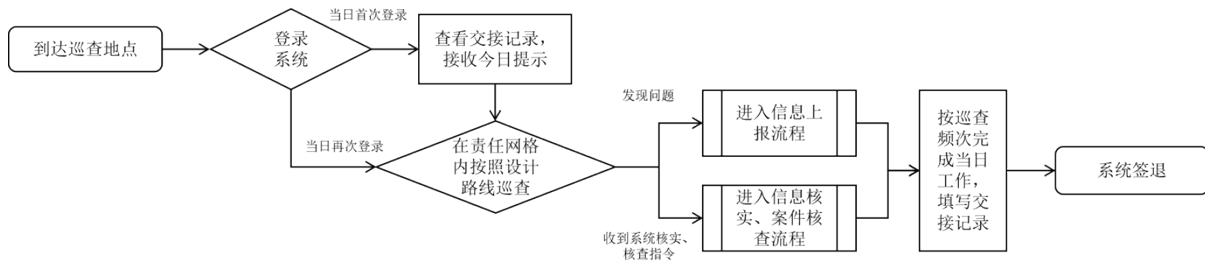 到达巡查地点
登录
系统
当日首次登录
查看交接记录，
接收今日提示
当日再次登录
在责任网格
内按照设计
路线巡查
发现问题
进入信息上
报流程
收到系统核实、
核查指令
进入信息核
实、案件核
查流程
按巡查
频次完
成当日
工作，
填写交
接记录
系统签退